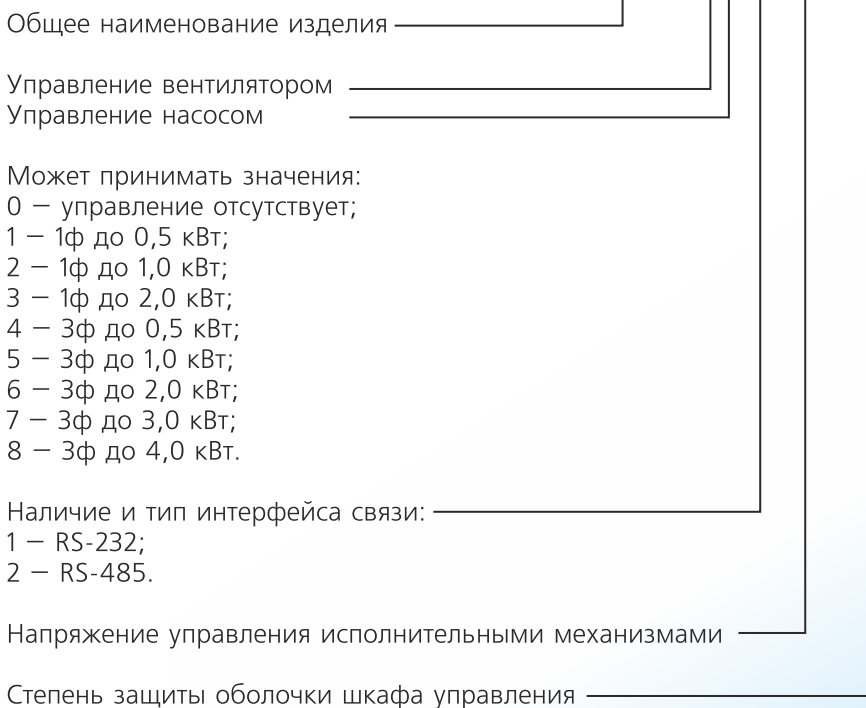 Общее наименование изделия
Управление вентилятором
Управление насосом
Может принимать значения:
0 – управление отсутствует;
1 – 1ф до 0,5 кВт;
2 – 1ф до 1,0 кВт;
3 – 1ф до 2,0 кВт;
4 – 3ф до 0,5 кВт;
5 – 3ф до 1,0 кВт;
6 – 3ф до 2,0 кВт;
7 – 3ф до 3,0 кВт;
8 – 3ф до 4,0 кВт.
Наличие и тип интерфейса связи:
1 – RS-232;
2 – RS-485.
Напряжение управления исполнительными механизмами
Степень защиты оболочки шкафа управления